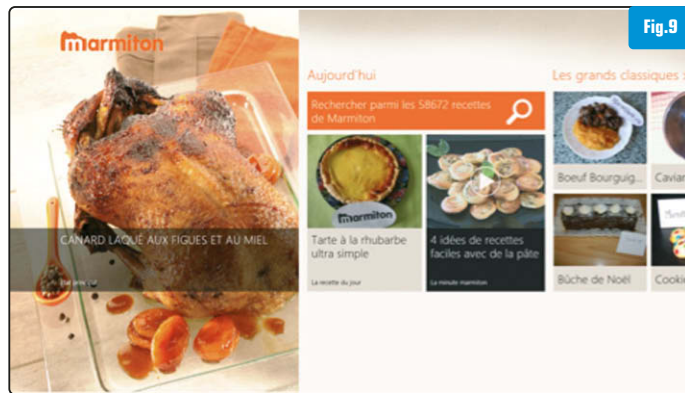 Fig.9
marmiton
CANARD LAQUÉ AUX FIGUES ET AU MIEL
Aujourd'hui
Rechercher parmi les 58672 recettes
de Marmiton
marmiton
Tarte à la rhubarbe
ultra simple
La recette du jour
4 idées de recettes
faciles avec de la pâte
La minute marmiton
Les grands classiques
Boeuf Bourguig...
Caviar
Bûche de Noël
Cookie